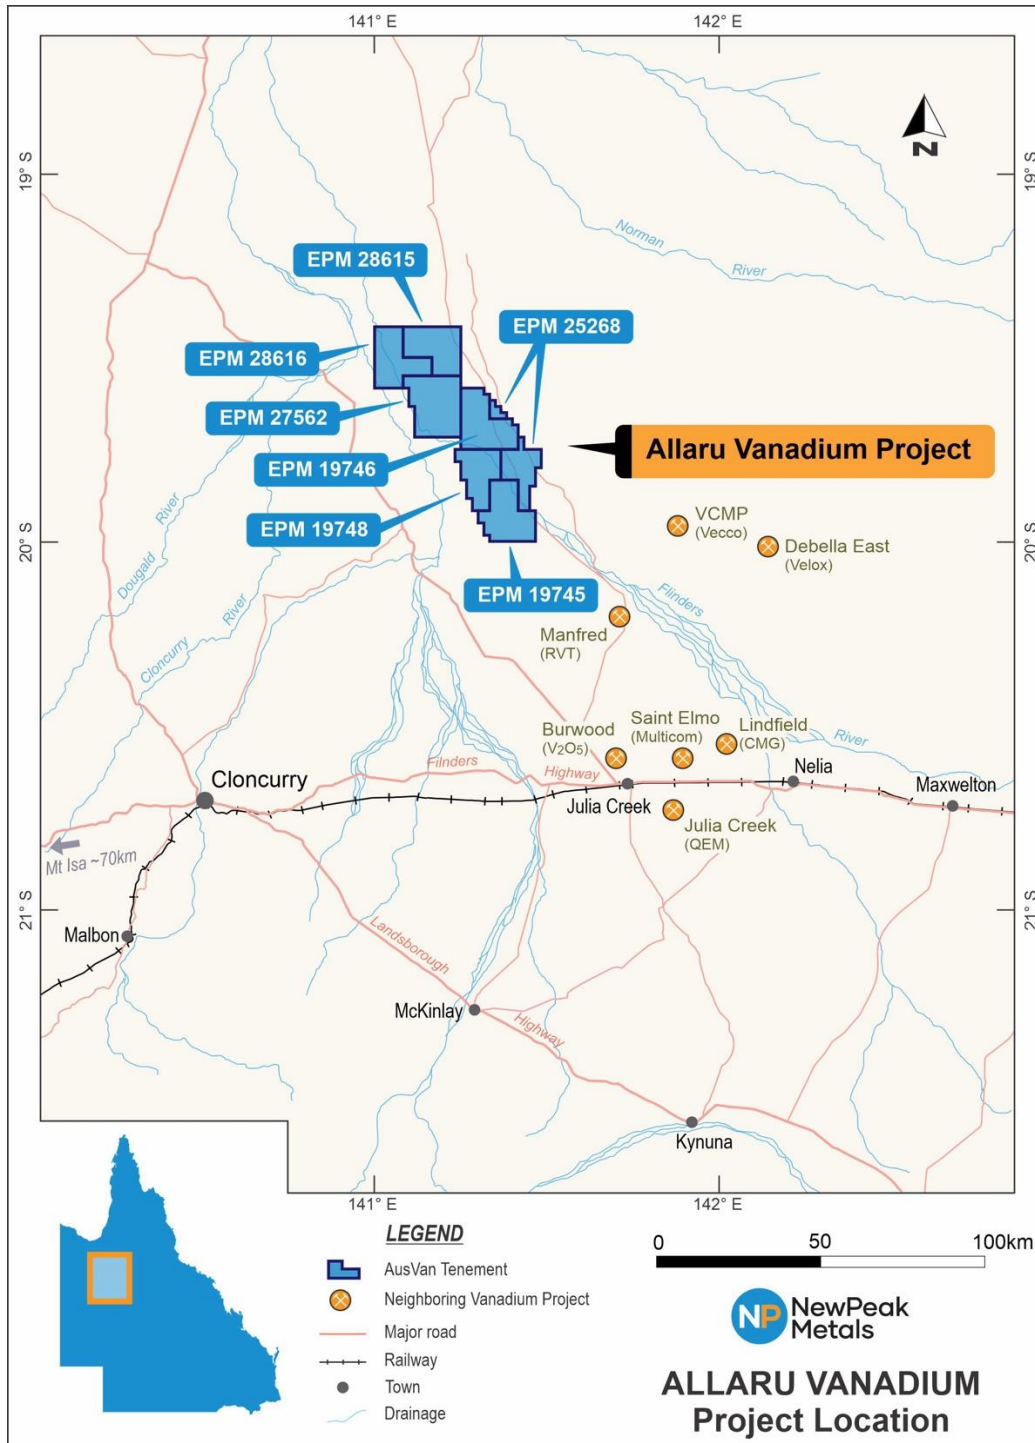 141° E
142° E
19° S
19° S
N
Norman
River
EPM 28615
EPM 25268
EPM 28616
EPM 27562
Allaru Vanadium Project
EPM 19746
EPM 19748
VCMP
(Vecco)
Debella East
(Velox)
20° S
20° S
Dougald
River
EPM 19745
Flinders
Manfred
(RVT)
Cloncurry
River
Burwood
(V₂O₅)
Saint Elmo
(Multicom)
Lindfield
(CMG)
River
Cloncurry
Filnders
Highway
Nelia
Julia Creek
Maxwelton
Julia Creek
(QEM)
Mt Isa ~70km
21° S
21° S
Malbon
Landsborough
McKinlay
Highway
Kynuna
141° E
142° E
LEGEND
AusVan Tenement
Neighboring Vanadium Project
Major road
Railway
Town
Drainage
0 50 100km
NP NewPeak
Metals
ALLARU VANADIUM
Project Location